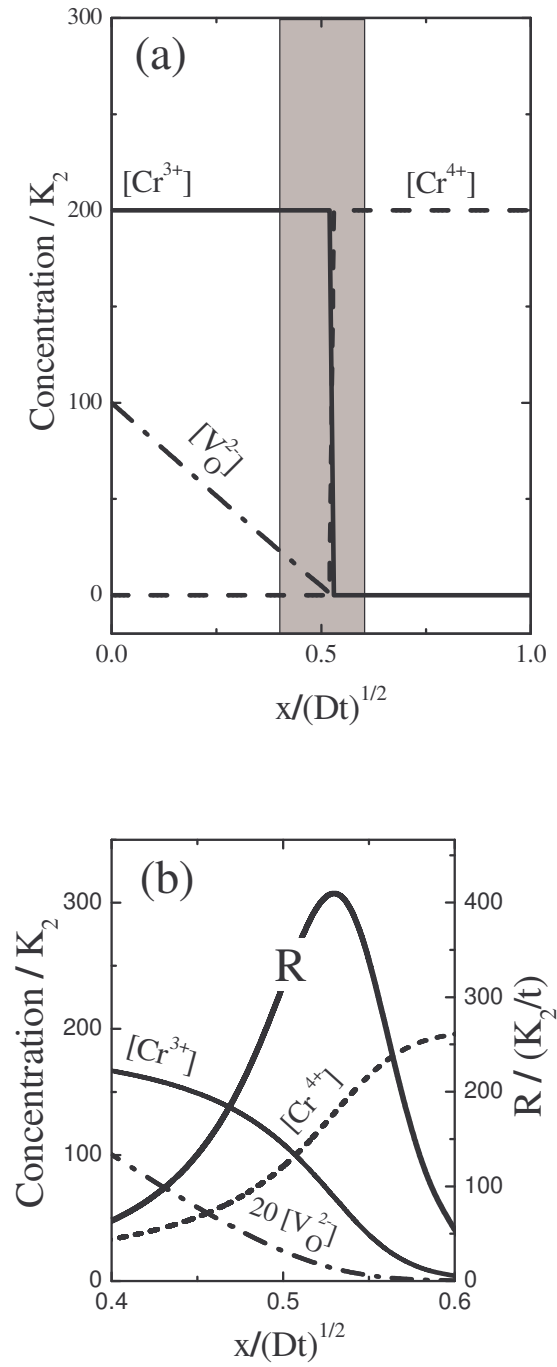 (a)
300
200
100
0
Concentration / K₂
[Cr³⁺]
[Cr⁴⁺]
[V_O²⁻]
0.0
0.5
1.0
x/(Dt)^1/2
(b)
300
200
100
0
Concentration / K₂
R
[Cr³⁺]
[Cr⁴⁺]
20 [V_O²⁻]
400
300
200
100
0
R / (K₂/t)
0.4
0.5
0.6
x/(Dt)^1/2